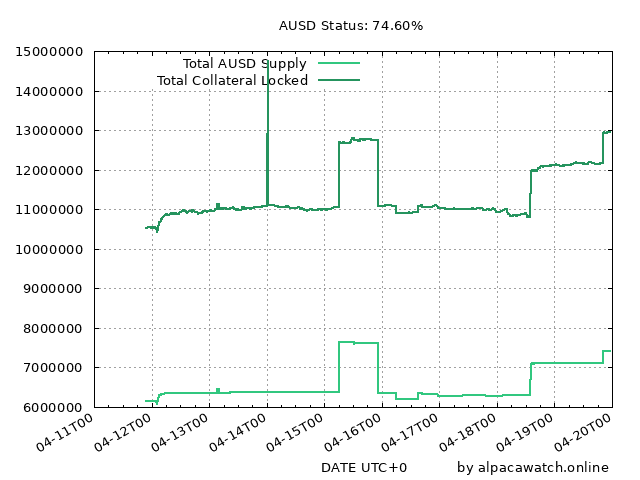 AUSD Status: 74.60%
Total AUSD Supply
Total Collateral Locked
15000000
14000000
13000000
12000000
11000000
10000000
9000000
8000000
7000000
6000000
04-11T00
04-12T00
04-13T00
04-14T00
04-15T00
04-16T00
04-17T00
04-18T00
04-19T00
04-20T00
DATE UTC+0
by alpacawatch.online